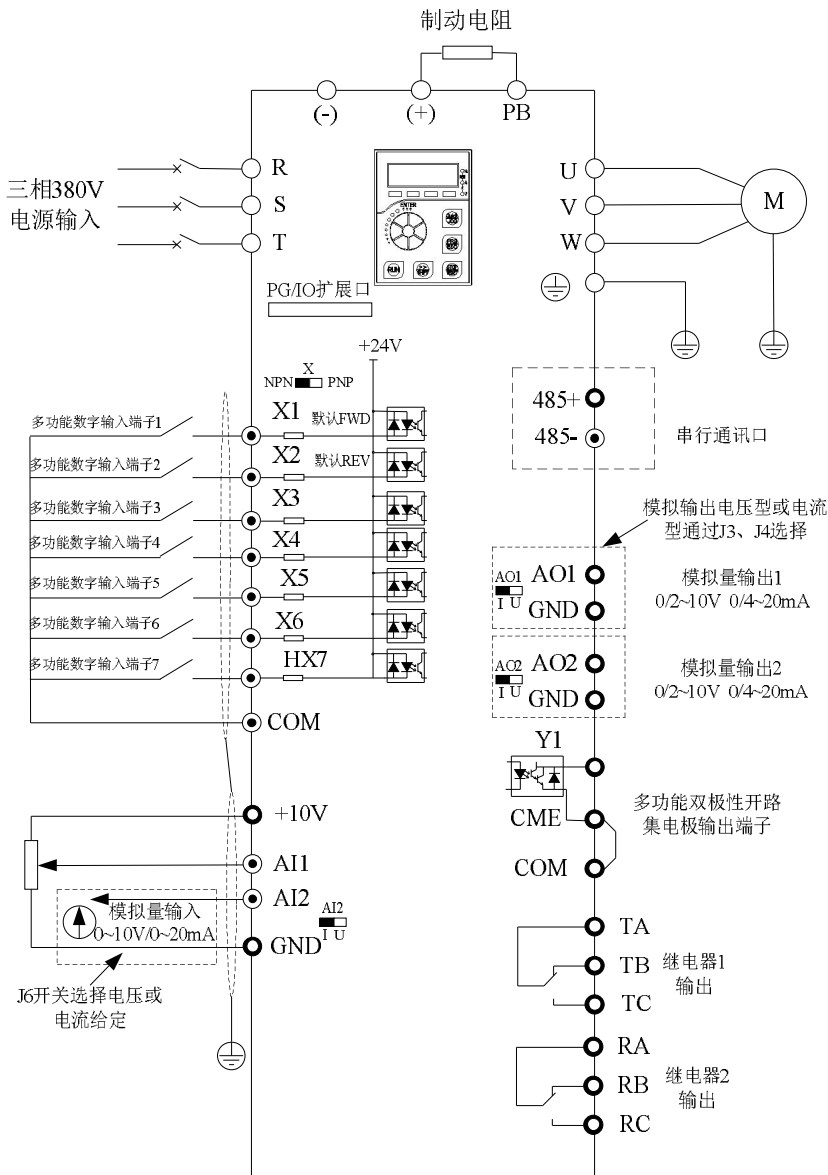 制动电阻
(-)
(+)
PB
三相380V
电源输入
R
S
T
U
V
W
M
ENTER
RUN
PG/IO扩展口
+24V
X
NPN
PNP
多功能数字输入端子1
X1
默认FWD
多功能数字输入端子2
X2
默认REV
多功能数字输入端子3
X3
多功能数字输入端子4
X4
多功能数字输入端子5
X5
多功能数字输入端子6
X6
多功能数字输入端子7
HX7
COM
+10V
AI1
AI2
模拟量输入
0~10V/0~20mA
AI2
I U
GND
J6开关选择电压或
电流给定
485+
485-
串行通讯口
模拟输出电压型或电流
型通过J3、J4选择
AO1
I U
AO1
GND
模拟量输出1
0/2~10V 0/4~20mA
AO2
I U
AO2
GND
模拟量输出2
0/2~10V 0/4~20mA
Y1
CME
COM
多功能双极性开路
集电极输出端子
TA
TB
TC
继电器1
输出
RA
RB
RC
继电器2
输出